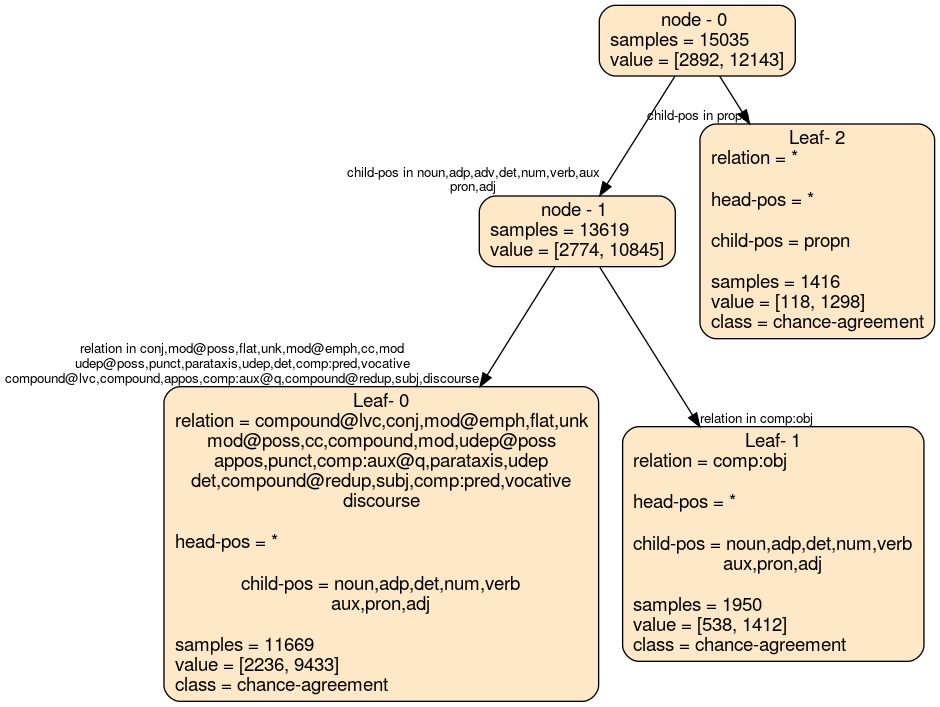 node - 0
samples = 15035
value = [2892, 12143]
child-pos in propn
Leaf- 2
relation = *
head-pos = *
child-pos = propn
samples = 1416
value = [118, 1298]
class = chance-agreement
child-pos in noun,adp,adv,det,num,verb,aux
pron,adj
node - 1
samples = 13619
value = [2774, 10845]
relation in conj,mod@poss,flat,unk,mod@emph,cc,mod
udep@poss,punct,parataxis,udep,det,comp:pred,vocative
compound@lvc,compound,appos,comp:aux@q,compound@redup,subj,discourse
Leaf- 0
relation = compound@lvc,conj,mod@emph,flat,unk
mod@poss,cc,compound,mod,udep@poss
appos,punct,comp:aux@q,parataxis,udep
det,compound@redup,subj,comp:pred,vocative
discourse
head-pos = *
child-pos = noun,adp,det,num,verb
aux,pron,adj
samples = 11669
value = [2236, 9433]
class = chance-agreement
relation in comp:obj
Leaf- 1
relation = comp:obj
head-pos = *
child-pos = noun,adp,det,num,verb
aux,pron,adj
samples = 1950
value = [538, 1412]
class = chance-agreement